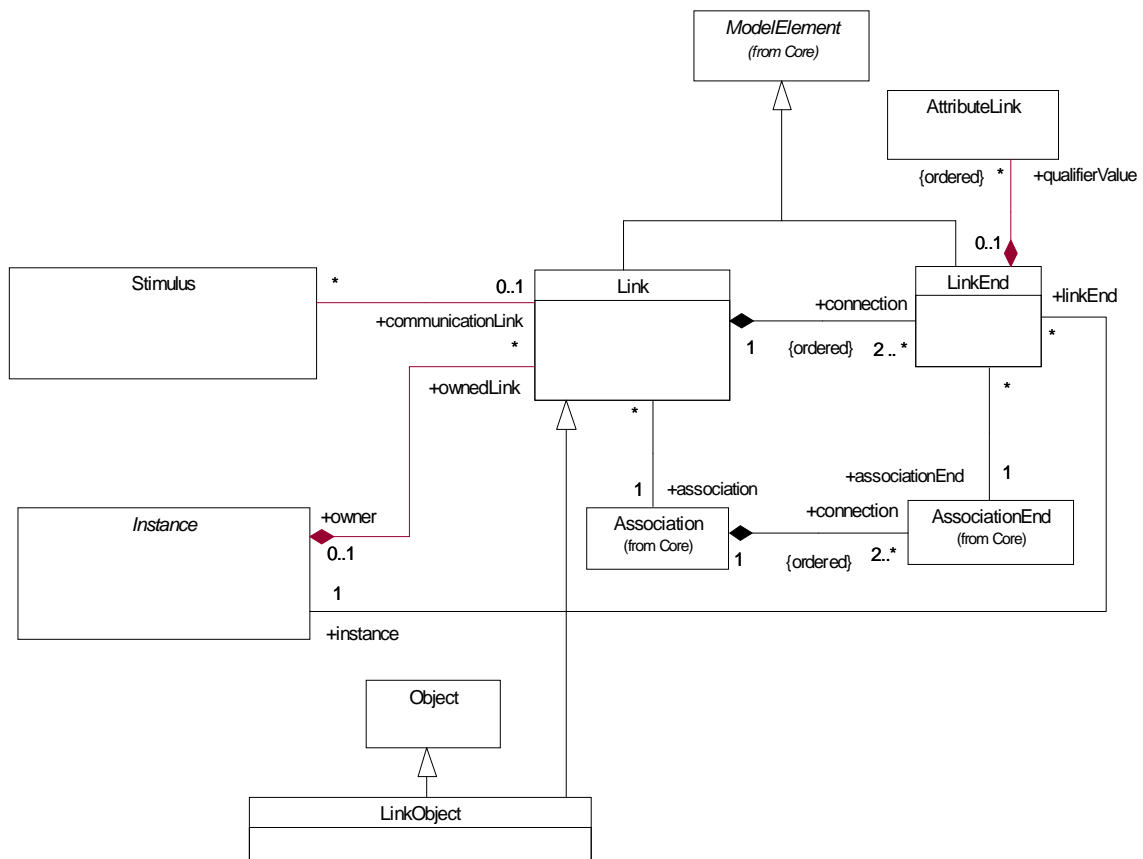 ModelElement
(from Core)
AttributeLink
{ordered} * +qualifierValue
0..1
Stimulus
*
0..1
+communicationLink
Link
LinkEnd
+linkEnd
*
+connection
1
{ordered}
2 .. *
*
+ownedLink
*
*
1
+association
+associationEnd
1
Instance
+owner
0..1
Association
(from Core)
+connection
1
{ordered}
2..*
AssociationEnd
(from Core)
1
+instance
Object
LinkObject